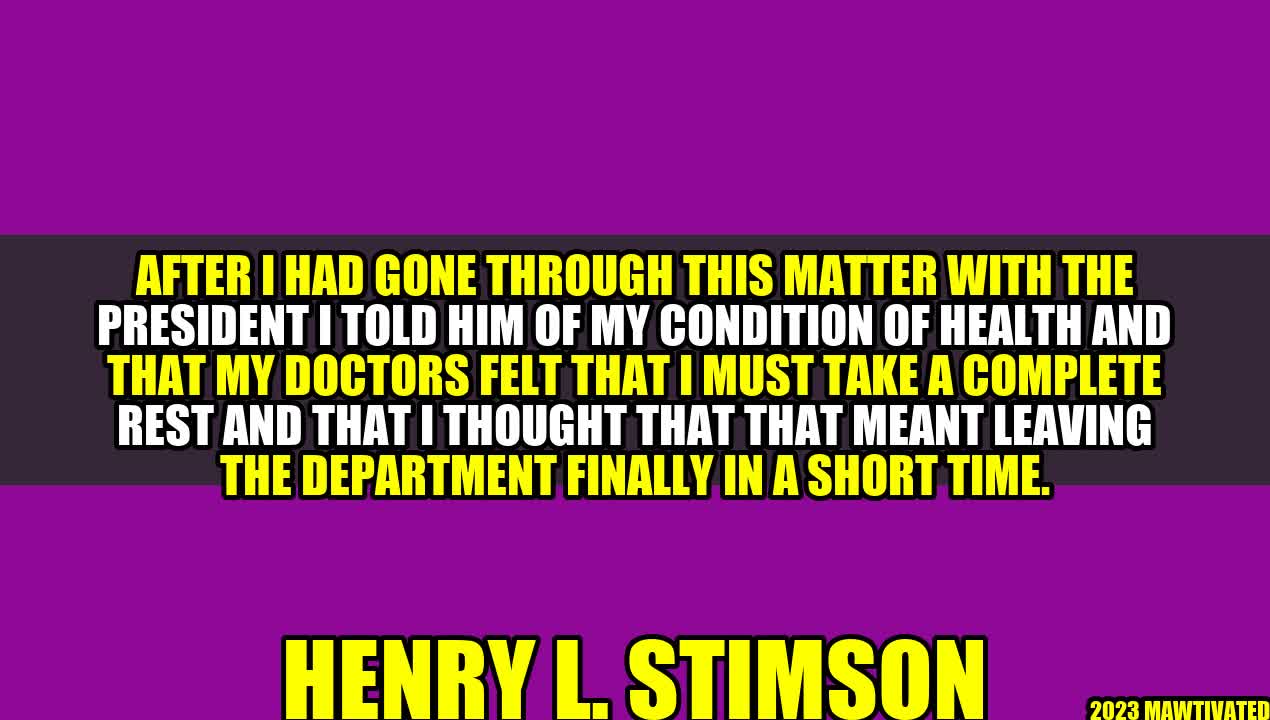 AFTER I HAD GONE THROUGH THIS MATTER WITH THE
PRESIDENT I TOLD HIM OF MY CONDITION OF HEALTH AND
THAT MY DOCTORS FELT THAT I MUST TAKE A COMPLETE
REST AND THAT I THOUGHT THAT THAT MEANT LEAVING
THE DEPARTMENT FINALLY IN A SHORT TIME.
HENRY L. STIMSON
2023 MAWTIVATED